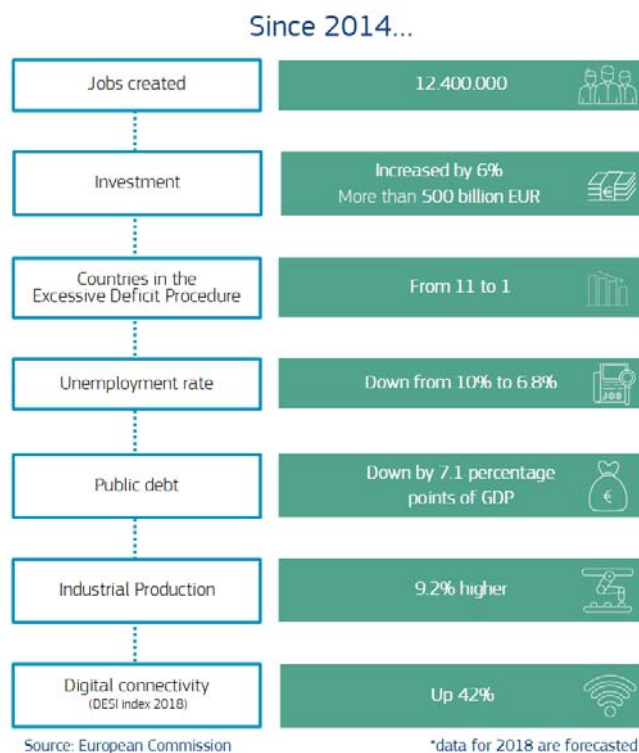 Since 2014...
Jobs created
12.400.000
Investment
Increased by 6%
More than 500 billion EUR
Countries in the
Excessive Deficit Procedure
From 11 to 1
Unemployment rate
Down from 10% to 6.8%
JOB
Public debt
Down by 7.1 percentage
points of GDP
€
Industrial Production
9.2% higher
Digital connectivity
(DESI index 2018)
Up 42%
Source: European Commission
*data for 2018 are forecasted